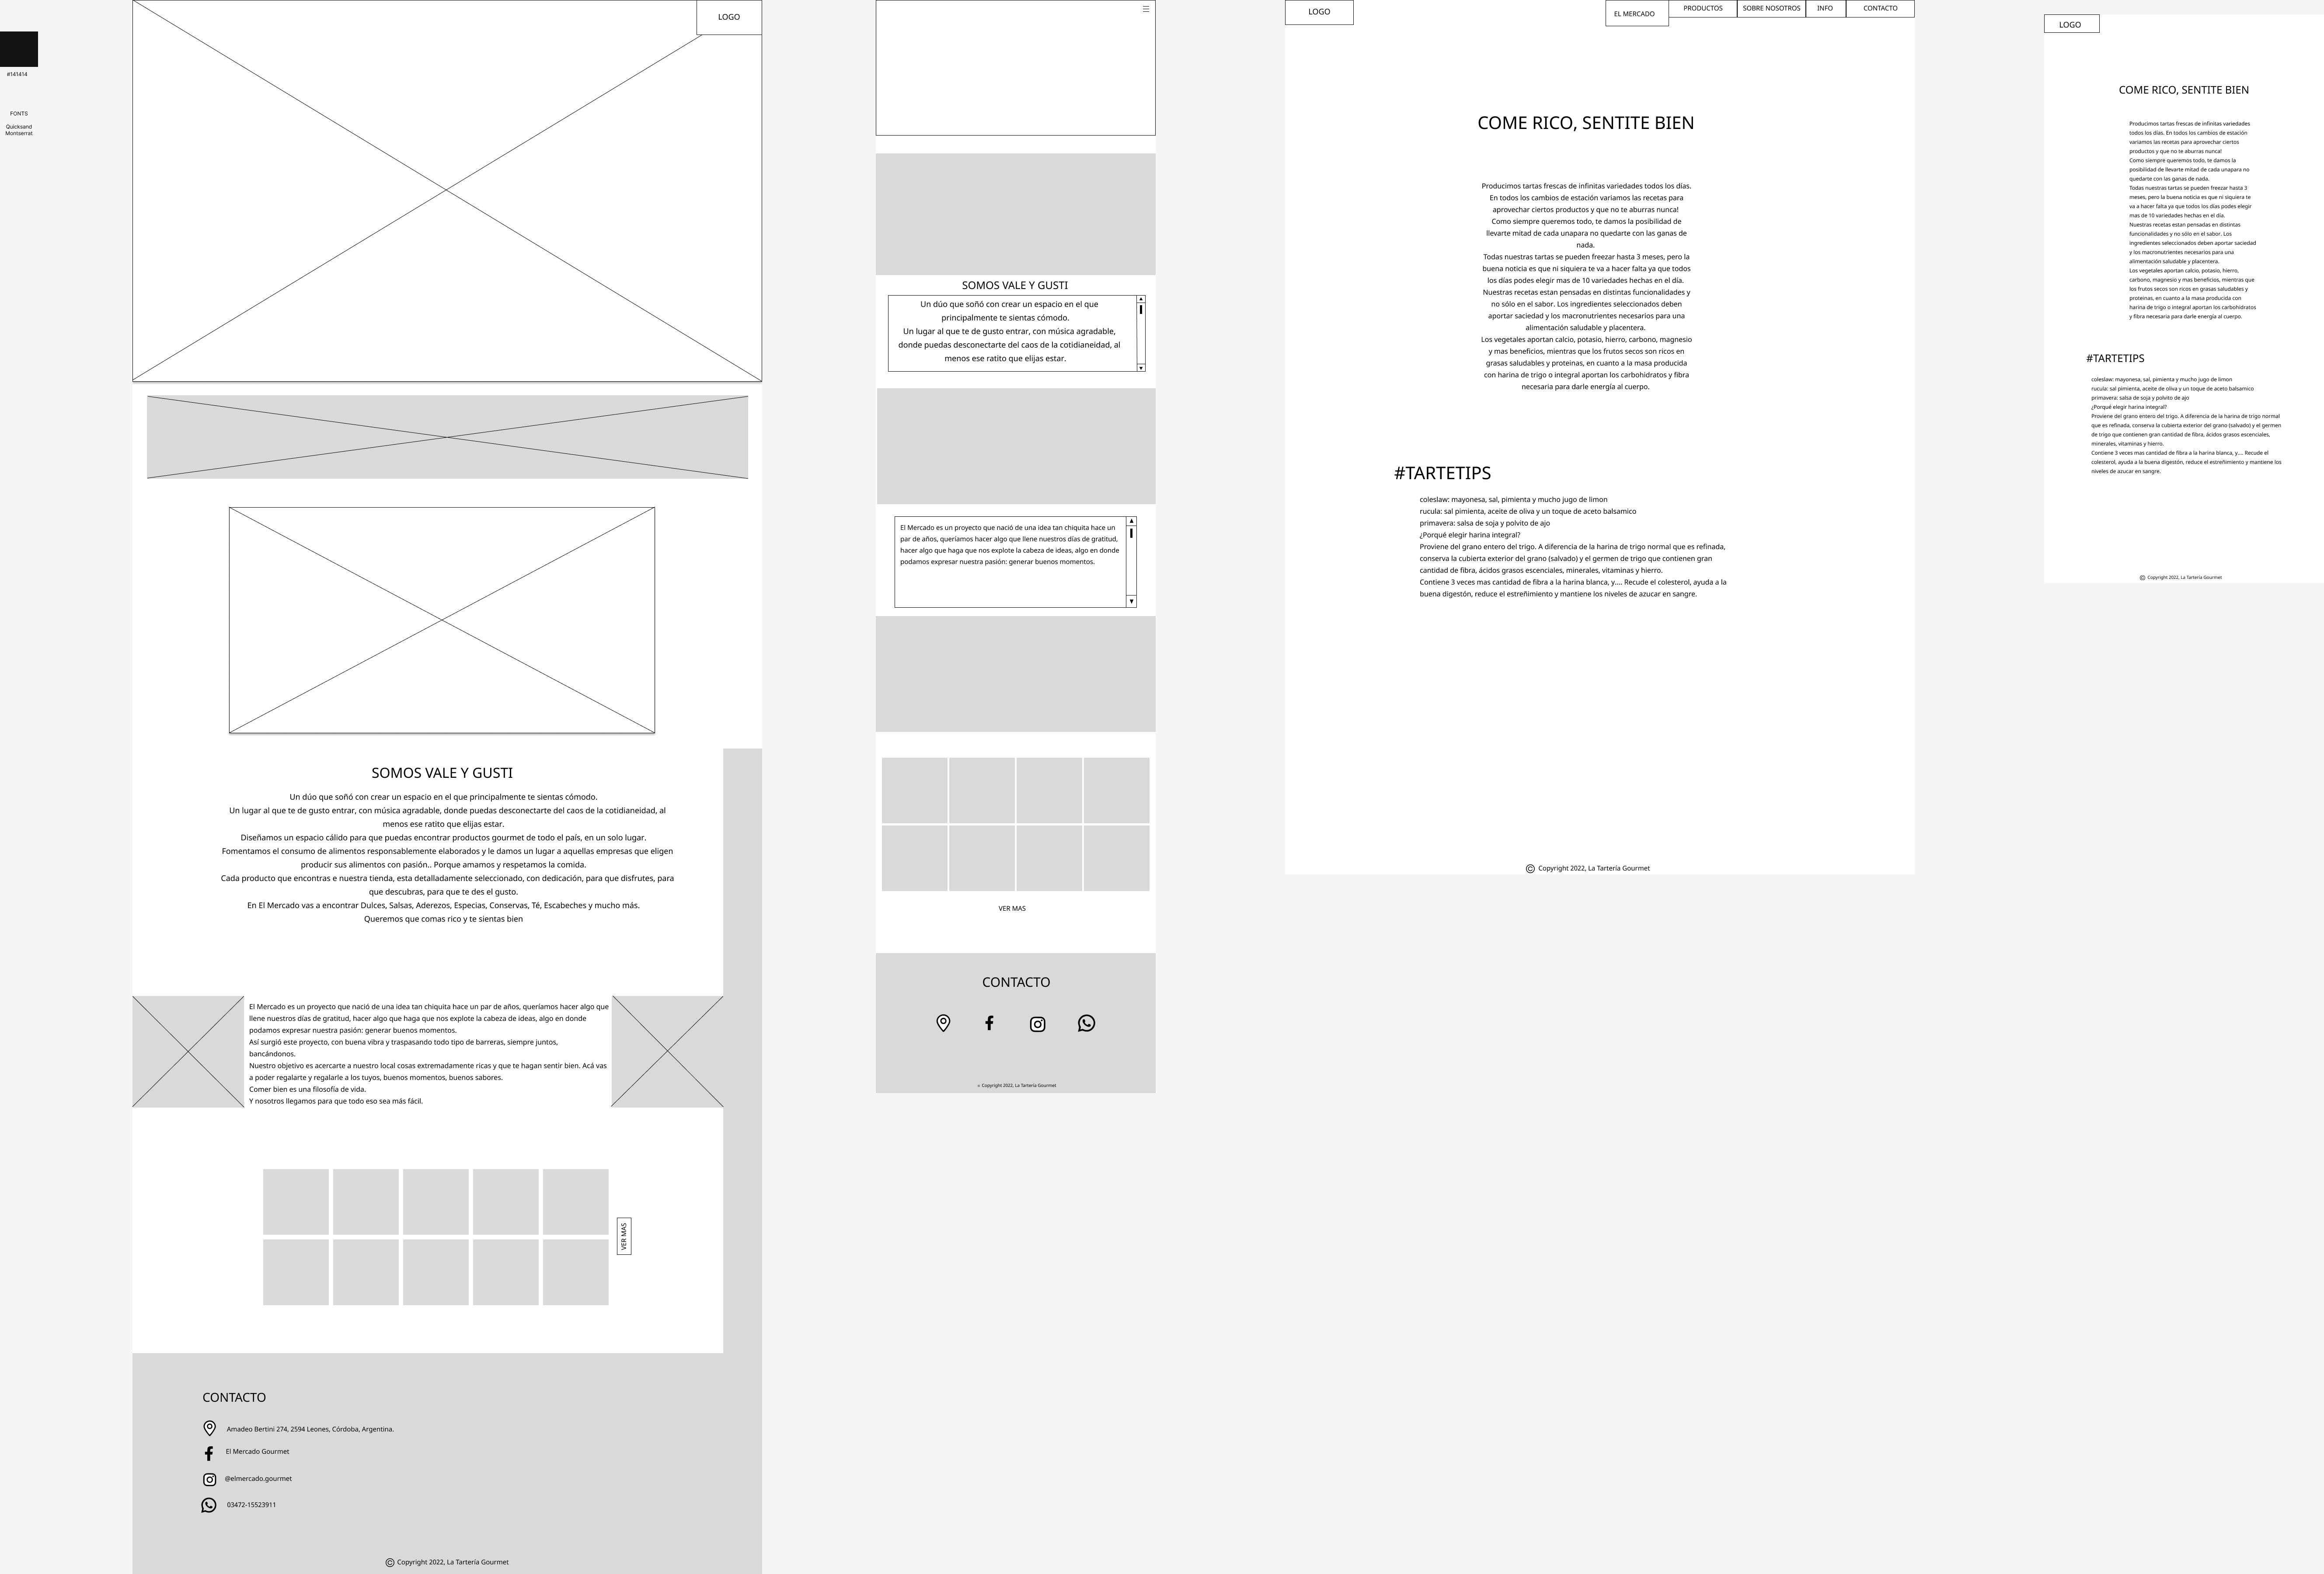 #141414
FONTS
Quicksand
Montserrat
LOGO
SOMOS VALE Y GUSTI
Un dúo que soñó con crear un espacio en el que principalmente te sientas cómodo.
Un lugar al que te de gusto entrar, con música agradable, donde puedas desconectarte del caos de la cotidianeidad, al
menos ese ratito que elijas estar.
Diseñamos un espacio cálido para que puedas encontrar productos gourmet de todo el país, en un solo lugar.
Fomentamos el consumo de alimentos responsablemente elaborados y le damos un lugar a aquellas empresas que eligen
producir sus alimentos con pasión.. Porque amamos y respetamos la comida.
Cada producto que encontras e nuestra tienda, esta detalladamente seleccionado, con dedicación, para que disfrutes, para
que descubras, para que te des el gusto.
En El Mercado vas a encontrar Dulces, Salsas, Aderezos, Especias, Conservas, Té, Escabeches y mucho más.
Queremos que comas rico y te sientas bien
El Mercado es un proyecto que nació de una idea tan chiquita hace un par de años, queríamos hacer algo que
llene nuestros días de gratitud, hacer algo que haga que nos explote la cabeza de ideas, algo en donde
podamos expresar nuestra pasión: generar buenos momentos.
Así surgió este proyecto, con buena vibra y traspasando todo tipo de barreras, siempre juntos,
bancándonos.
Nuestro objetivo es acercarte a nuestro local cosas extremadamente ricas y que te hagan sentir bien. Acá vas
a poder regalarte y regalarle a los tuyos, buenos momentos, buenos sabores.
Comer bien es una filosofía de vida.
Y nosotros llegamos para que todo eso sea más fácil.
VER MAS
CONTACTO
Amadeo Bertini 274, 2594 Leones, Córdoba, Argentina.
El Mercado Gourmet
@elmercado.gourmet
03472-15523911
© Copyright 2022, La Tartería Gourmet
SOMOS VALE Y GUSTI
Un dúo que soñó con crear un espacio en el que
principalmente te sientas cómodo.
Un lugar al que te de gusto entrar, con música agradable,
donde puedas desconectarte del caos de la cotidianeidad, al
menos ese ratito que elijas estar.
El Mercado es un proyecto que nació de una idea tan chiquita hace un
par de años, queríamos hacer algo que llene nuestros días de gratitud,
hacer algo que haga que nos explote la cabeza de ideas, algo en donde
podamos expresar nuestra pasión: generar buenos momentos.
VER MAS
CONTACTO
Copyright 2022, La Tartería Gourmet
LOGO
EL MERCADO
PRODUCTOS
SOBRE NOSOTROS
INFO
CONTACTO
COME RICO, SENTITE BIEN
Producimos tartas frescas de infinitas variedades todos los días.
En todos los cambios de estación variamos las recetas para
aprovechar ciertos productos y que no te aburras nunca!
Como siempre queremos todo, te damos la posibilidad de
llevarte mitad de cada unapara no quedarte con las ganas de
nada.
Todas nuestras tartas se pueden freezar hasta 3 meses, pero la
buena noticia es que ni siquiera te va a hacer falta ya que todos
los días podes elegir mas de 10 variedades hechas en el día.
Nuestras recetas estan pensadas en distintas funcionalidades y
no sólo en el sabor. Los ingredientes seleccionados deben
aportar saciedad y los macronutrientes necesarios para una
alimentación saludable y placentera.
Los vegetales aportan calcio, potasio, hierro, carbono, magnesio
y mas beneficios, mientras que los frutos secos son ricos en
grasas saludables y proteinas, en cuanto a la masa producida
con harina de trigo o integral aportan los carbohidratos y fibra
necesaria para darle energía al cuerpo.
#TARTETIPS
coleslaw: mayonesa, sal, pimienta y mucho jugo de limon
rucula: sal pimienta, aceite de oliva y un toque de aceto balsamico
primavera: salsa de soja y polvito de ajo
¿Porqué elegir harina integral?
Proviene del grano entero del trigo. A diferencia de la harina de trigo normal que es refinada,
conserva la cubierta exterior del grano (salvado) y el germen de trigo que contienen gran
cantidad de fibra, ácidos grasos escenciales, minerales, vitaminas y hierro.
Contiene 3 veces mas cantidad de fibra a la harina blanca, y.... Recude el colesterol, ayuda a la
buena digestón, reduce el estreñimiento y mantiene los niveles de azucar en sangre.
© Copyright 2022, La Tartería Gourmet
LOGO
COME RICO, SENTITE BIEN
Producimos tartas frescas de infinitas variedades
todos los días. En todos los cambios de estación
variamos las recetas para aprovechar ciertos
productos y que no te aburras nunca!
Como siempre queremos todo, te damos la
posibilidad de llevarte mitad de cada unapara no
quedarte con las ganas de nada.
Todas nuestras tartas se pueden freezar hasta 3
meses, pero la buena noticia es que ni siquiera te
va a hacer falta ya que todos los días podes elegir
mas de 10 variedades hechas en el día.
Nuestras recetas estan pensadas en distintas
funcionalidades y no sólo en el sabor. Los
ingredientes seleccionados deben aportar saciedad
y los macronutrientes necesarios para una
alimentación saludable y placentera.
Los vegetales aportan calcio, potasio, hierro,
carbono, magnesio y mas beneficios, mientras que
los frutos secos son ricos en grasas saludables y
proteinas, en cuanto a la masa producida con
harina de trigo o integral aportan los carbohidratos
y fibra necesaria para darle energía al cuerpo.
#TARTETIPS
coleslaw: mayonesa, sal, pimienta y mucho jugo de limon
rucula: sal pimienta, aceite de oliva y un toque de aceto balsamico
primavera: salsa de soja y polvito de ajo
¿Porqué elegir harina integral?
Proviene del grano entero del trigo. A diferencia de la harina de trigo normal
que es refinada, conserva la cubierta exterior del grano (salvado) y el germen
de trigo que contienen gran cantidad de fibra, ácidos grasos escenciales,
minerales, vitaminas y hierro.
Contiene 3 veces mas cantidad de fibra a la harina blanca, y.... Recude el
colesterol, ayuda a la buena digestón, reduce el estreñimiento y mantiene los
niveles de azucar en sangre.
© Copyright 2022, La Tartería Gourmet